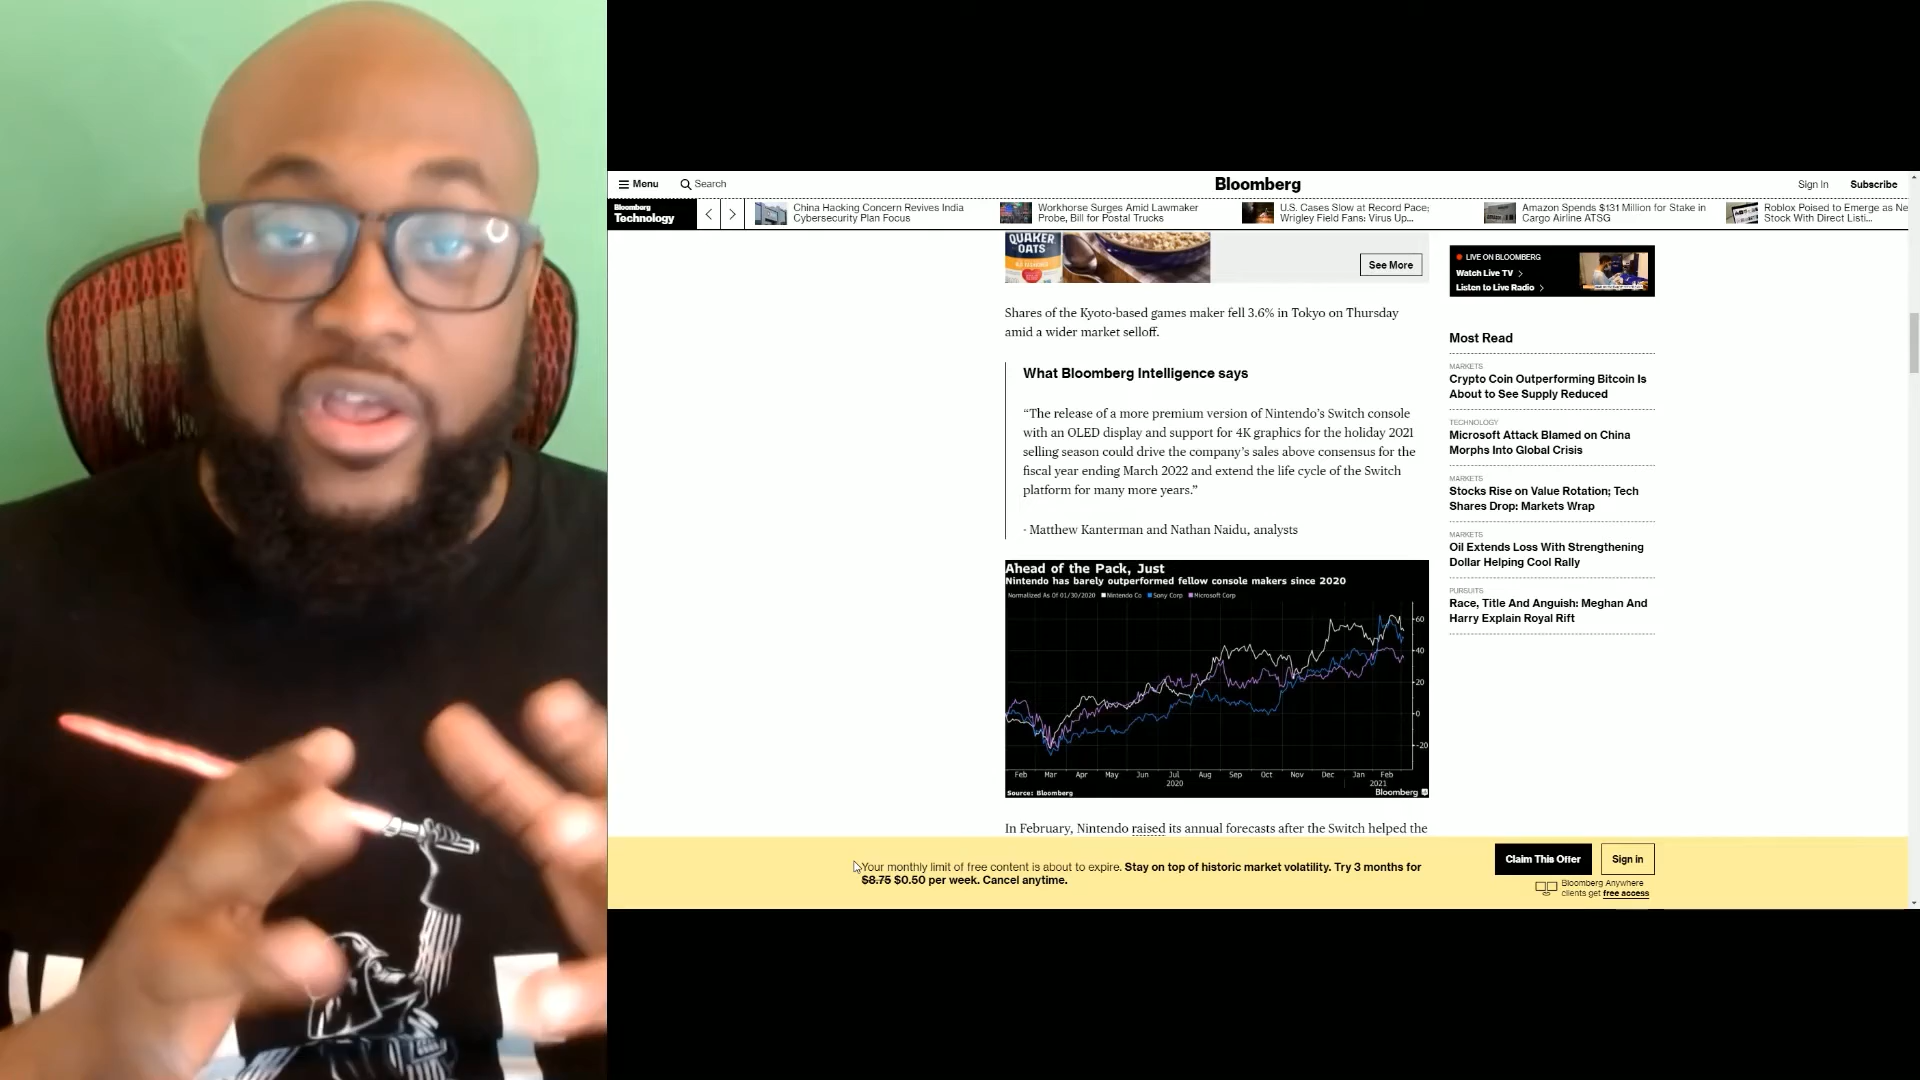 Menu
Search
Bloomberg
Sign In
Subscribe
Bloomberg
Technology
China Hacking Concern Revives India
Cybersecurity Plan Focus
Workhorse Surges Amid Lawmaker
Probe, Bill for Postal Trucks
U.S. Cases Slow at Record Pace;
Wrigley Field Fans: Virus Up...
Amazon Spends $131 Million for Stake in
Cargo Airline ATSG
Roblox Poised to Emerge as Ne
Stock With Direct Listi...
QUAKER
OATS
See More
Shares of the Kyoto-based games maker fell 3.6% in Tokyo on Thursday
amid a wider market selloff.
What Bloomberg Intelligence says
“The release of a more premium version of Nintendo’s Switch console
with an OLED display and support for 4K graphics for the holiday 2021
selling season could drive the company’s sales above consensus for the
fiscal year ending March 2022 and extend the life cycle of the Switch
platform for many more years.”
- Matthew Kanterman and Nathan Naidu, analysts
Ahead of the Pack, Just
Nintendo has barely outperformed fellow console makers since 2020
Normalized As Of 01/30/2020 Nintendo Co Sony Corp Microsoft Corp
60
40
20
0
-20
Feb Mar Apr May Jun Jul Aug Sep Oct Nov Dec Jan Feb
2020 2021
Source: Bloomberg
Bloomberg
In February, Nintendo raised its annual forecasts after the Switch helped the
LIVE ON BLOOMBERG
Watch Live TV
Listen to Live Radio
Most Read
MARKETS
Crypto Coin Outperforming Bitcoin Is
About to See Supply Reduced
TECHNOLOGY
Microsoft Attack Blamed on China
Morphs Into Global Crisis
MARKETS
Stocks Rise on Value Rotation; Tech
Shares Drop: Markets Wrap
MARKETS
Oil Extends Loss With Strengthening
Dollar Helping Cool Rally
PURSUITS
Race, Title And Anguish: Meghan And
Harry Explain Royal Rift
Your monthly limit of free content is about to expire. Stay on top of historic market volatility. Try 3 months for
$8.75 $0.50 per week. Cancel anytime.
Claim This Offer
Sign in
Bloomberg Anywhere
clients get free access